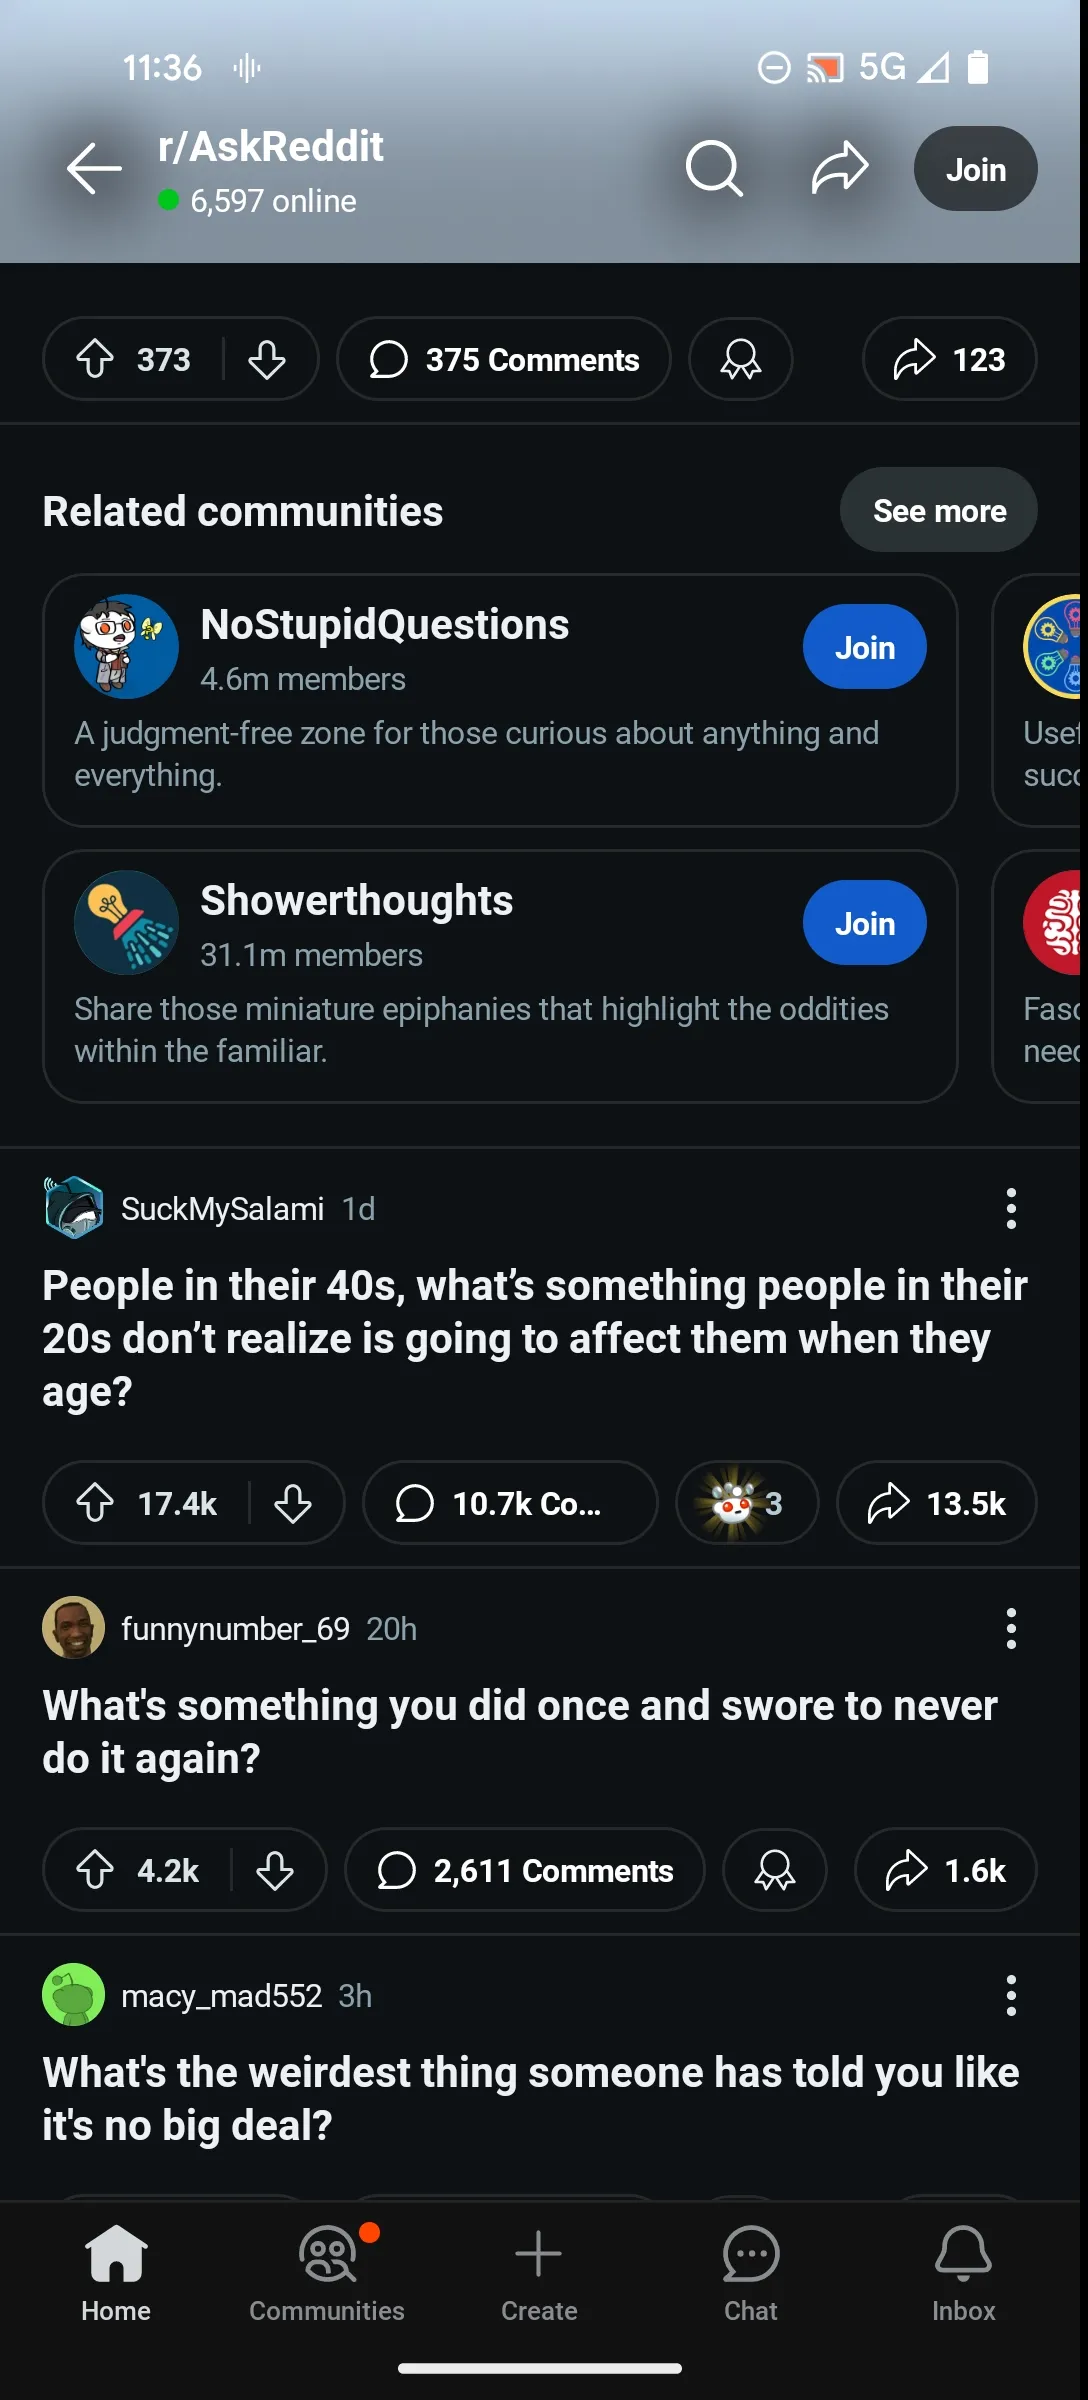 11:36
5G
r/AskReddit
6,597 online
Join
373
375 Comments
123
Related communities
See more
NoStupidQuestions
4.6m members
Join
A judgment-free zone for those curious about anything and
everything.
Showerthoughts
31.1m members
Join
Share those miniature epiphanies that highlight the oddities
within the familiar.
SuckMySalami 1d
People in their 40s, what’s something people in their
20s don’t realize is going to affect them when they
age?
17.4k
10.7k Co...
3
13.5k
funnynumber_69 20h
What's something you did once and swore to never
do it again?
4.2k
2,611 Comments
1.6k
macy_mad552 3h
What's the weirdest thing someone has told you like
it's no big deal?
Home
Communities
Create
Chat
Inbox